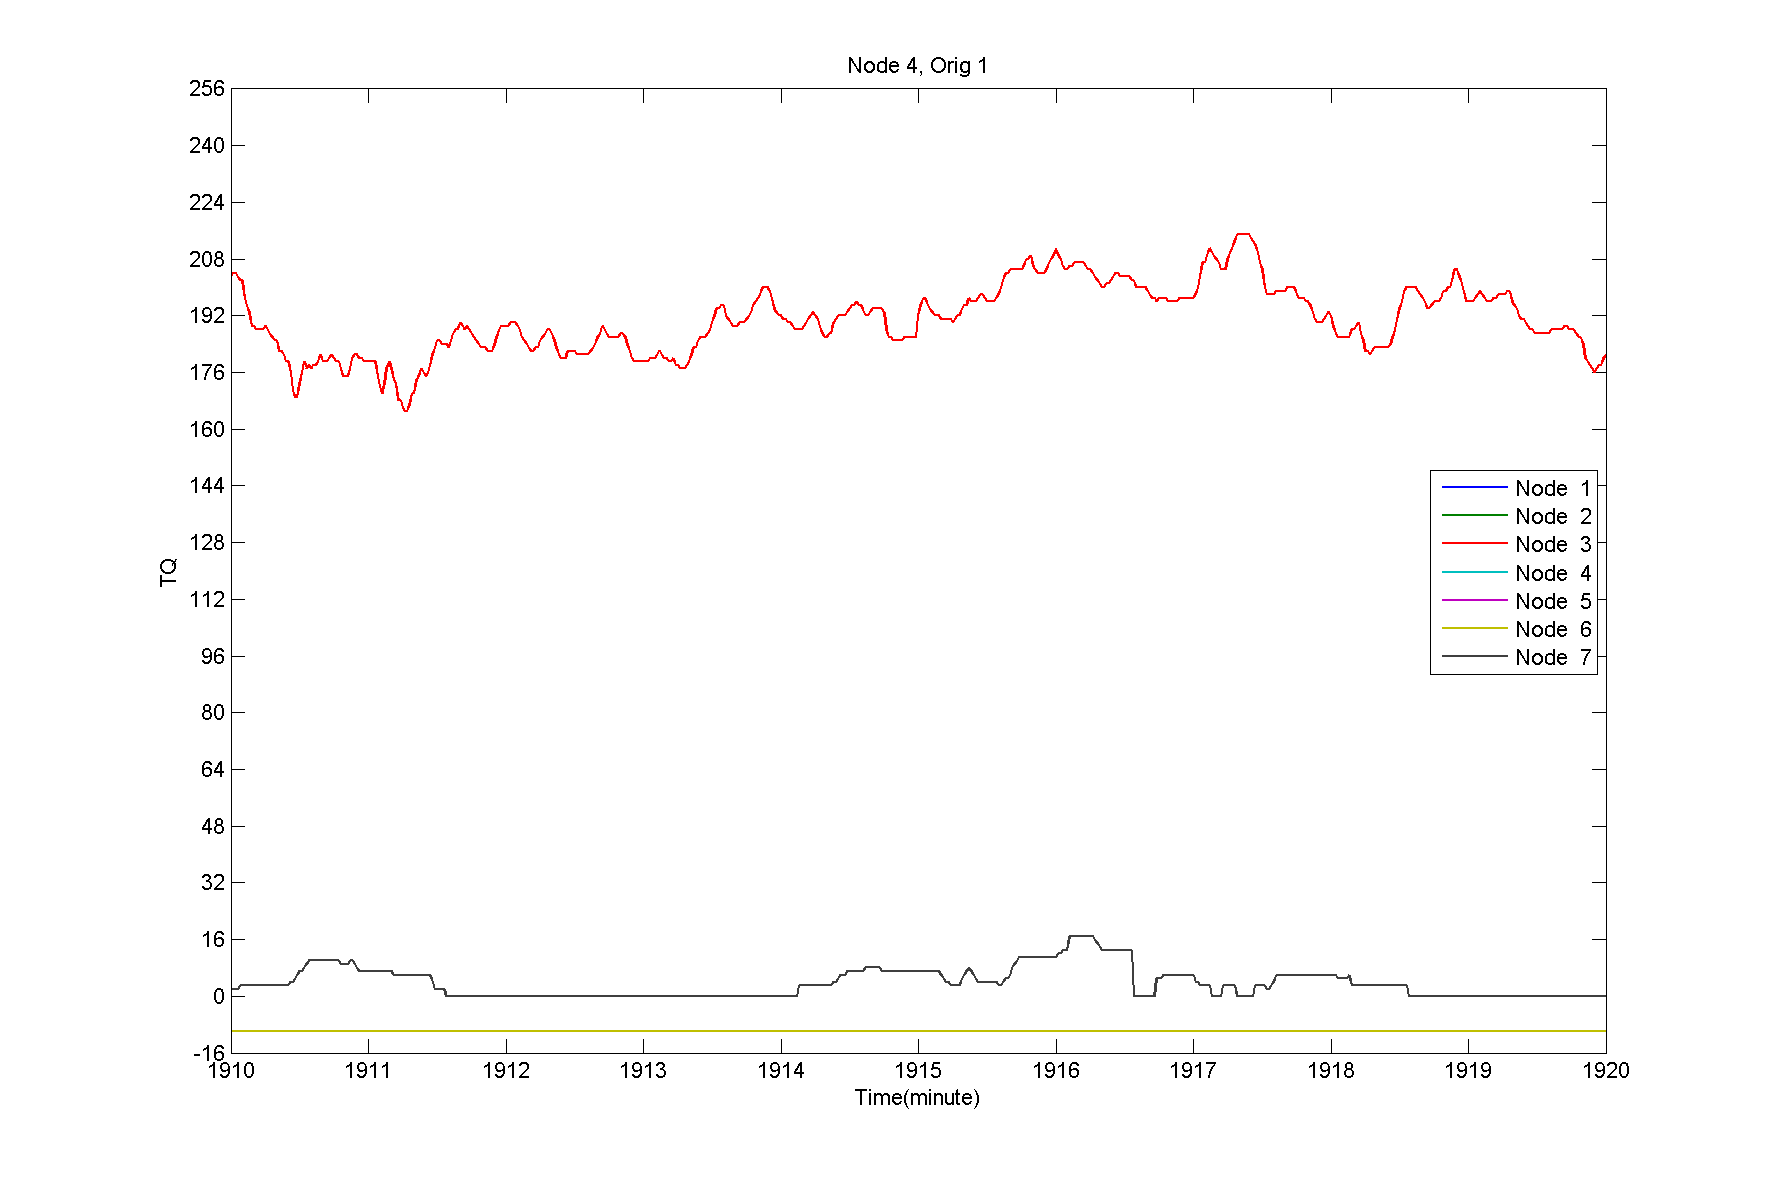 Node 4, Orig 1
256
240
224
208
192
176
160
144
128
112
96
80
64
48
32
16
0
-16
TQ
Node 1
Node 2
Node 3
Node 4
Node 5
Node 6
Node 7
1910 1911 1912 1913 1914 1915 1916 1917 1918 1919 1920
Time(minute)